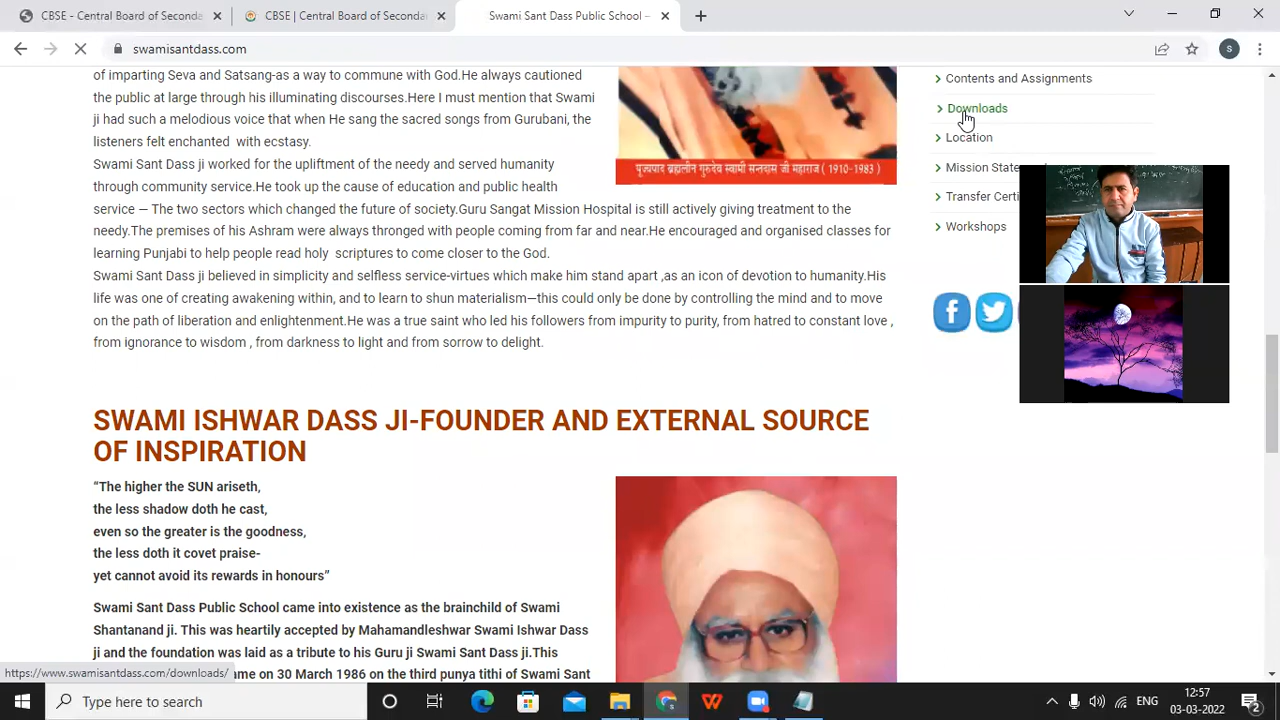 CBSE - Central Board of Seconda
CBSE | Central Board of Seconda
Swami Sant Dass Public School –
swamisantdass.com
S
of imparting Seva and Satsang-as a way to commune with God.He always cautioned
the public at large through his illuminating discourses.Here I must mention that Swami
ji had such a melodious voice that when He sang the sacred songs from Gurubani, the
listeners felt enchanted with ecstasy.
Swami Sant Dass ji worked for the upliftment of the needy and served humanity
through community service.He took up the cause of education and public health
service — The two sectors which changed the future of society.Guru Sangat Mission Hospital is still actively giving treatment to the
needy.The premises of his Ashram were always thronged with people coming from far and near.He encouraged and organised classes for
learning Punjabi to help people read holy scriptures to come closer to the God.
Swami Sant Dass ji believed in simplicity and selfless service-virtues which make him stand apart ,as an icon of devotion to humanity.His
life was one of creating awakening within, and to learn to shun materialism—this could only be done by controlling the mind and to move
on the path of liberation and enlightenment.He was a true saint who led his followers from impurity to purity, from hatred to constant love ,
from ignorance to wisdom , from darkness to light and from sorrow to delight.
पूज्यपाद ब्रह्मलीन गुरुदेव स्वामी सन्तदास जी महाराज ( 1910-1983 )
Contents and Assignments
Downloads
Location
Mission State
Transfer Certi
Workshops
SWAMI ISHWAR DASS JI-FOUNDER AND EXTERNAL SOURCE
OF INSPIRATION
“The higher the SUN ariseth,
the less shadow doth he cast,
even so the greater is the goodness,
the less doth it covet praise-
yet cannot avoid its rewards in honours”
Swami Sant Dass Public School came into existence as the brainchild of Swami
Shantanand ji. This was heartily accepted by Mahamandleshwar Swami Ishwar Dass
ji and the foundation was laid as a tribute to his Guru ji Swami Sant Dass ji.This
ame on 30 March 1986 on the third punya tithi of Swami Sant
https://www.swamisantdass.com/downloads/
Type here to search
ENG
12:57
03-03-2022
2